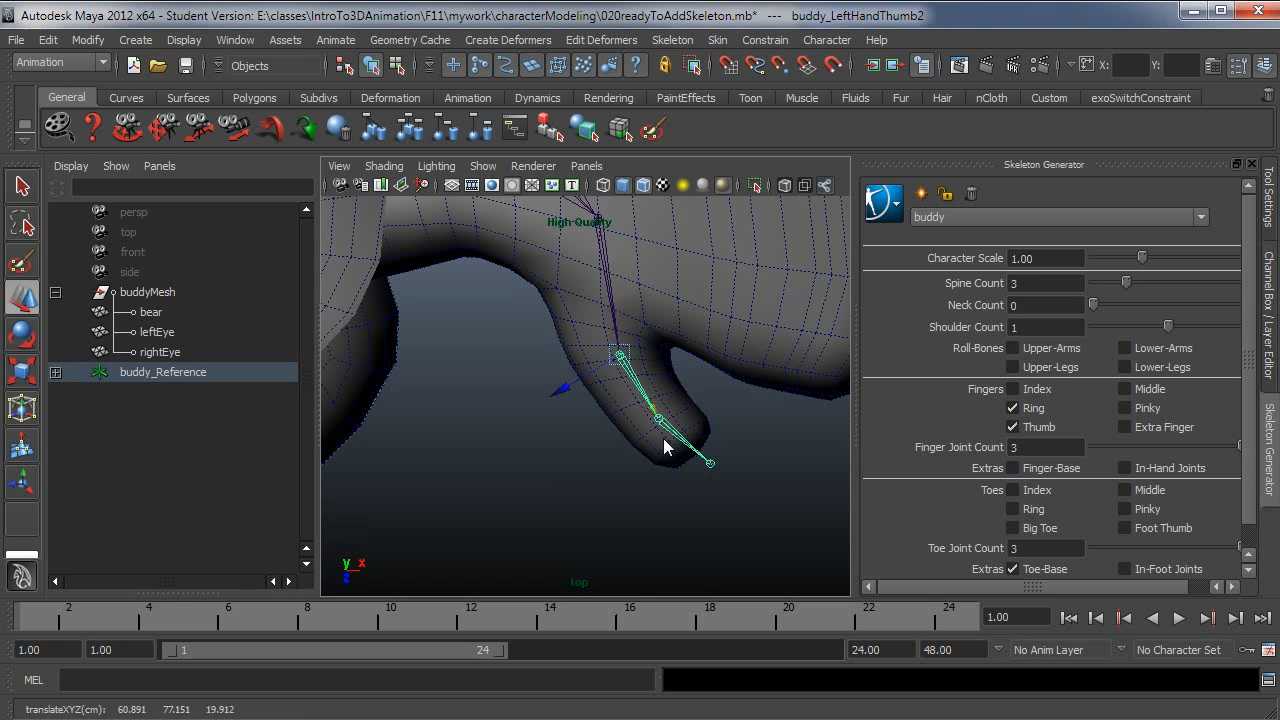 Autodesk Maya 2012 x64 - Student Version: E:\classes\IntroTo3DAnimation\F11\mywork\characterModeling\020readyToAddSkeleton.mb* --- buddy_LeftHandThumb2
File Edit Modify Create Display Window Assets Animate Geometry Cache Create Deformers Edit Deformers Skeleton Skin Constrain Character Help
Animation Objects X: Y:
General Curves Surfaces Polygons Subdivs Deformation Animation Dynamics Rendering PaintEffects Toon Muscle Fluids Fur Hair nCloth Custom exoSwitchConstraint
Display Show Panels
persp
top
front
side
buddyMesh
bear
leftEye
rightEye
buddy_Reference
View Shading Lighting Show Renderer Panels
High Quality
y x
z
top
Skeleton Generator
buddy
Character Scale 1.00
Spine Count 3
Neck Count 0
Shoulder Count 1
Roll-Bones Upper-Arms Lower-Arms
Upper-Legs Lower-Legs
Fingers Index Middle
Ring Pinky
Thumb Extra Finger
Finger Joint Count 3
Extras Finger-Base In-Hand Joints
Toes Index Middle
Ring Pinky
Big Toe Foot Thumb
Toe Joint Count 3
Extras Toe-Base In-Foot Joints
Tool Settings
Channel Box / Layer Editor
Skeleton Generator
2 4 6 8 10 12 14 16 18 20 22 24 1.00
1.00 1.00 1 24 24.00 48.00 No Anim Layer No Character Set
MEL
translateXYZ(cm): 60.891 77.151 19.912